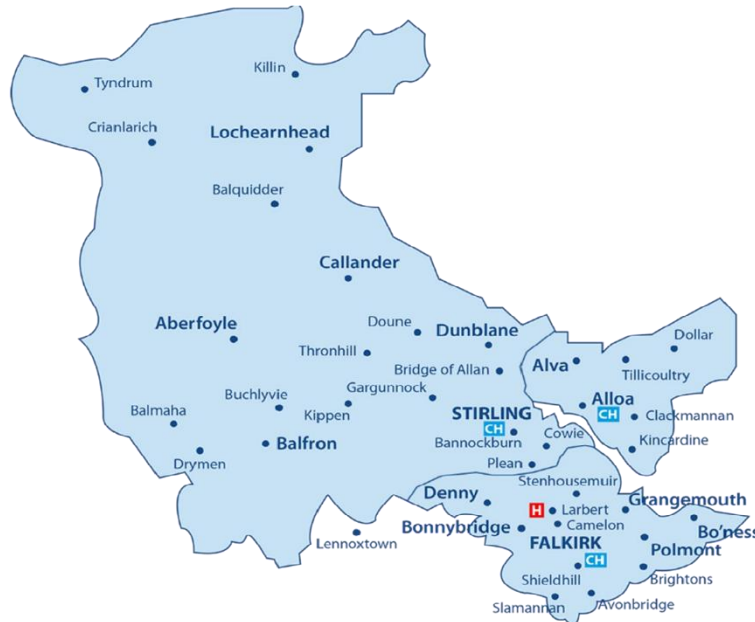 Killin
Tyndrum
Crianlarich
Lochearnhead
Balquidder
Callander
Aberfoyle
Doune
Dunblane
Dollar
Thronhill
Alva
Bridge of Allan
Tillicoultry
Buchlyvie
Gargunnock
Alloa
CH
Balmaha
Kippen
STIRLING
Clackmannan
CH
Cowie
Balfron
Bannockburn
Kincardine
Drymen
Plean
Stenhousemuir
Denny
Grangemouth
H
Larbert
Bonnybridge
Camelon
Bo'ness
Lennoxtown
FALKIRK
Polmont
CH
Shieldhill
Brightons
Slamannan
Avonbridge